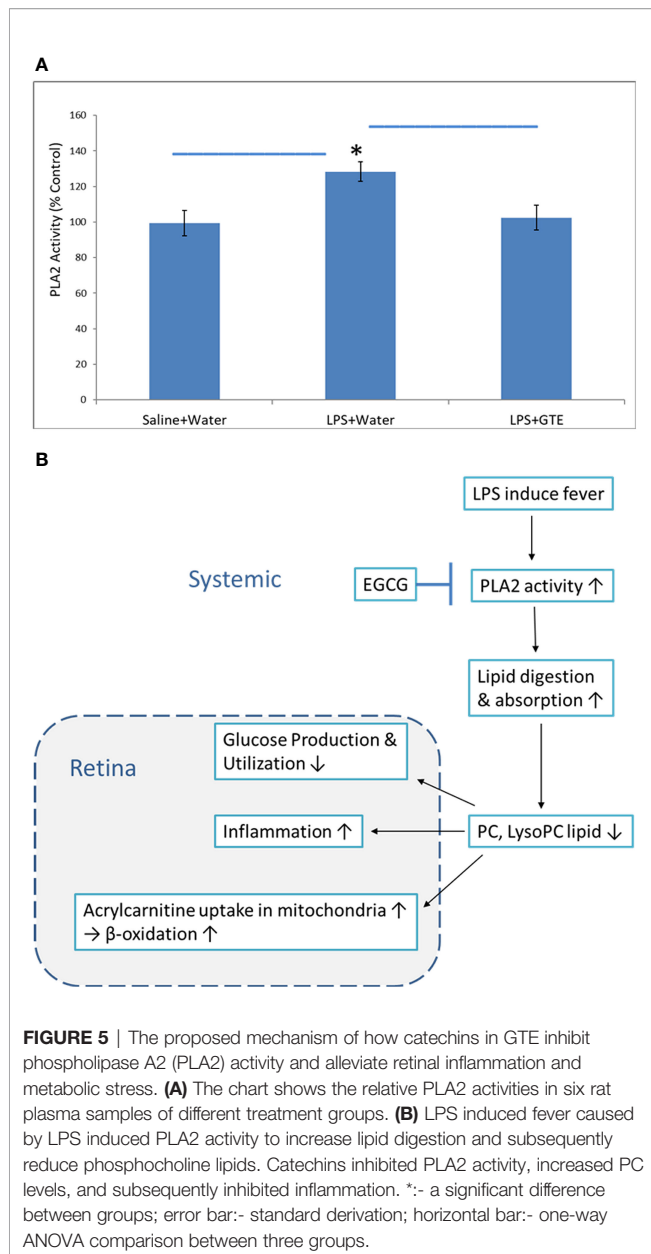 A
PLA2 Activity (% Control)
160
140
120
100
80
60
40
20
0
*
Saline+Water
LPS+Water
LPS+GTE
B
LPS induce fever
Systemic
EGCG
PLA2 activity ↑
Lipid digestion
& absorption ↑
Retina
Glucose Production &
Utilization ↓
Inflammation ↑
PC, LysoPC lipid ↓
Acrylcarnitine uptake in mitochondria ↑
→ β-oxidation ↑
FIGURE 5 | The proposed mechanism of how catechins in GTE inhibit
phospholipase A2 (PLA2) activity and alleviate retinal inflammation and
metabolic stress. (A) The chart shows the relative PLA2 activities in six rat
plasma samples of different treatment groups. (B) LPS induced fever caused
by LPS induced PLA2 activity to increase lipid digestion and subsequently
reduce phosphocholine lipids. Catechins inhibited PLA2 activity, increased PC
levels, and subsequently inhibited inflammation. *:- a significant difference
between groups; error bar:- standard derivation; horizontal bar:- one-way
ANOVA comparison between three groups.